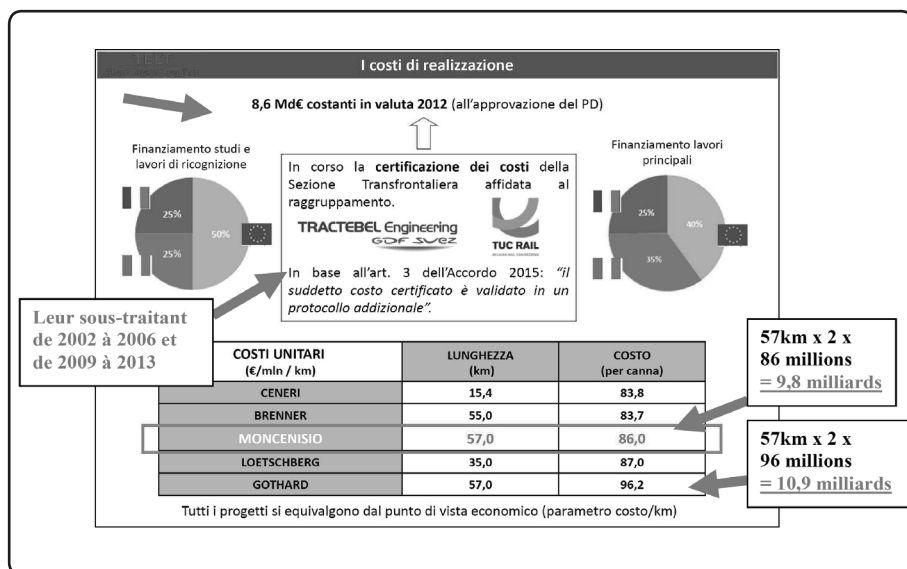 TELT
I costi di realizzazione
8,6 Md€ costanti in valuta 2012 (all'approvazione del PD)
Finanziamento studi e
lavori di ricognizione
25%
50%
25%
In corso la certificazione dei costi della
Sezione Transfrontaliera affidata al
raggruppamento.
TRACTEBEL Engineering
GDF SUEZ
TUC RAIL
In base all'art. 3 dell'Accordo 2015: "il
suddetto costo certificato è validato in un
protocollo addizionale".
Finanziamento lavori
principali
25%
40%
35%
Leur sous-traitant
de 2002 à 2006 et
de 2009 à 2013
57km x 2 x
86 millions
= 9,8 milliards
57km x 2 x
96 millions
= 10,9 milliards
COSTI UNITARI LUNGHEZZA COSTO
(€/mln / km) (km) (per canna)
CENERI 15,4 83,8
BRENNER 55,0 83,7
MONCENISIO 57,0 86,0
LOETSCHBERG 35,0 87,0
GOTHARD 57,0 96,2
Tutti i progetti si equivalgono dal punto di vista economico (parametro costo/km)